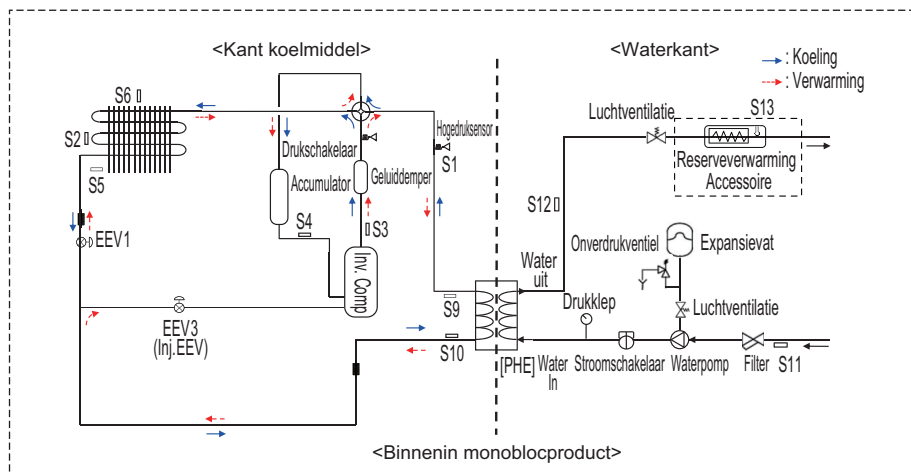 <Kant koelmiddel>
<Waterkant>
: Koeling
: Verwarming
S6
S2
S5
EEV1
EEV3
(Inj.EEV)
Drukschakelaar
Accumulator
S4
Geluiddemper
S3
Inv. Comp
Hogedruksensor
S1
S9
S10
[PHE]
Water
uit
Water
In
S12
Luchtventilatie
S13
Reserveverwarming
Accessoire
Onverdrukventiel
Expansievat
Luchtventilatie
Drukklep
Stroomschakelaar
Waterpomp
Filter
S11
<Binnenin monoblocproduct>